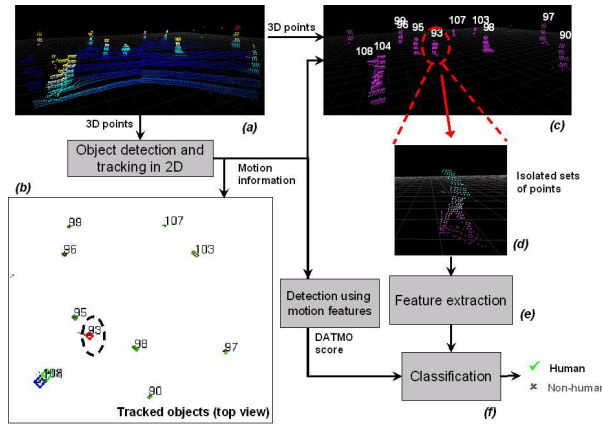 3D points
(a)
99
96
95
93
107
103
98
97
90
108
104
(c)
3D points
Object detection and
tracking in 2D
Motion
information
(b)
99
107
96
103
95
93
98
97
90
Tracked objects (top view)
Isolated sets
of points
(d)
Detection using
motion features
DATMO
score
Feature extraction
(e)
Classification
(f)
Human
Non-human